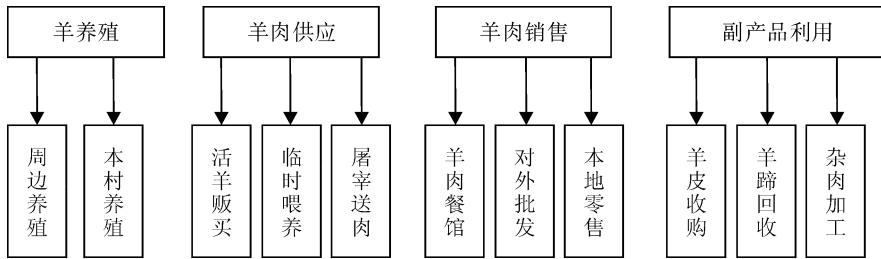 羊养殖
羊肉供应
羊肉销售
副产品利用
周边养殖
本村养殖
活羊贩买
临时喂养
屠宰送肉
羊肉餐馆
对外批发
本地零售
羊皮收购
羊蹄回收
杂肉加工